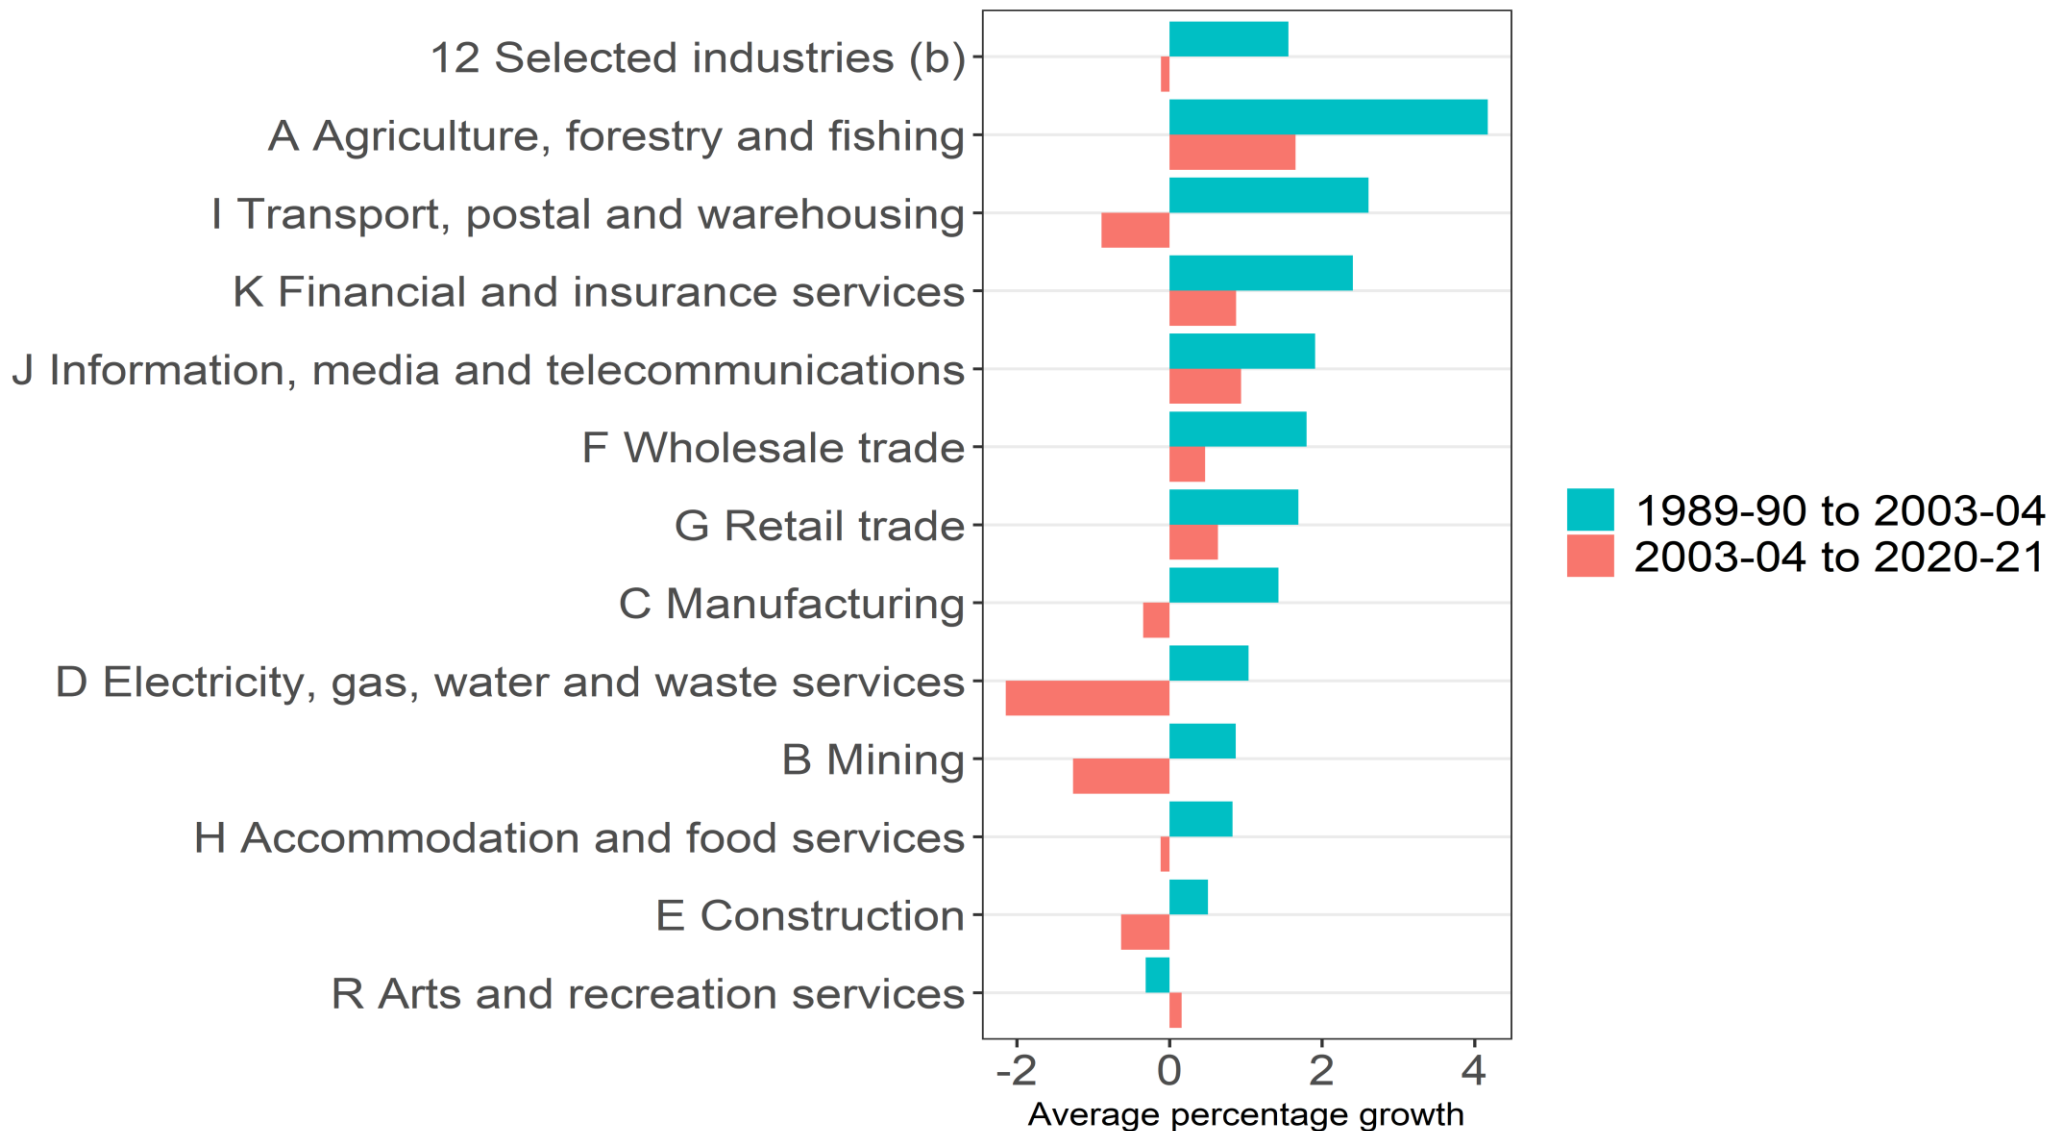 12 Selected industries (b)
A Agriculture, forestry and fishing
I Transport, postal and warehousing
K Financial and insurance services
J Information, media and telecommunications
F Wholesale trade
G Retail trade
C Manufacturing
D Electricity, gas, water and waste services
B Mining
H Accommodation and food services
E Construction
R Arts and recreation services
-2 0 2 4
Average percentage growth
1989-90 to 2003-04
2003-04 to 2020-21